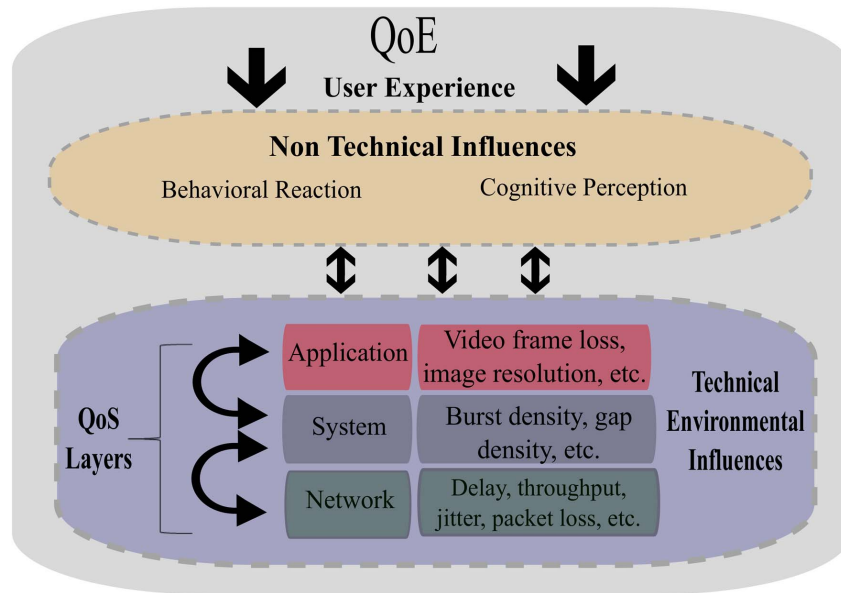 QoE
User Experience
Non Technical Influences
Behavioral Reaction
Cognitive Perception
QoS
Layers
Application
Video frame loss,
image resolution, etc.
System
Burst density, gap
density, etc.
Network
Delay, throughput,
jitter, packet loss, etc.
Technical
Environmental
Influences